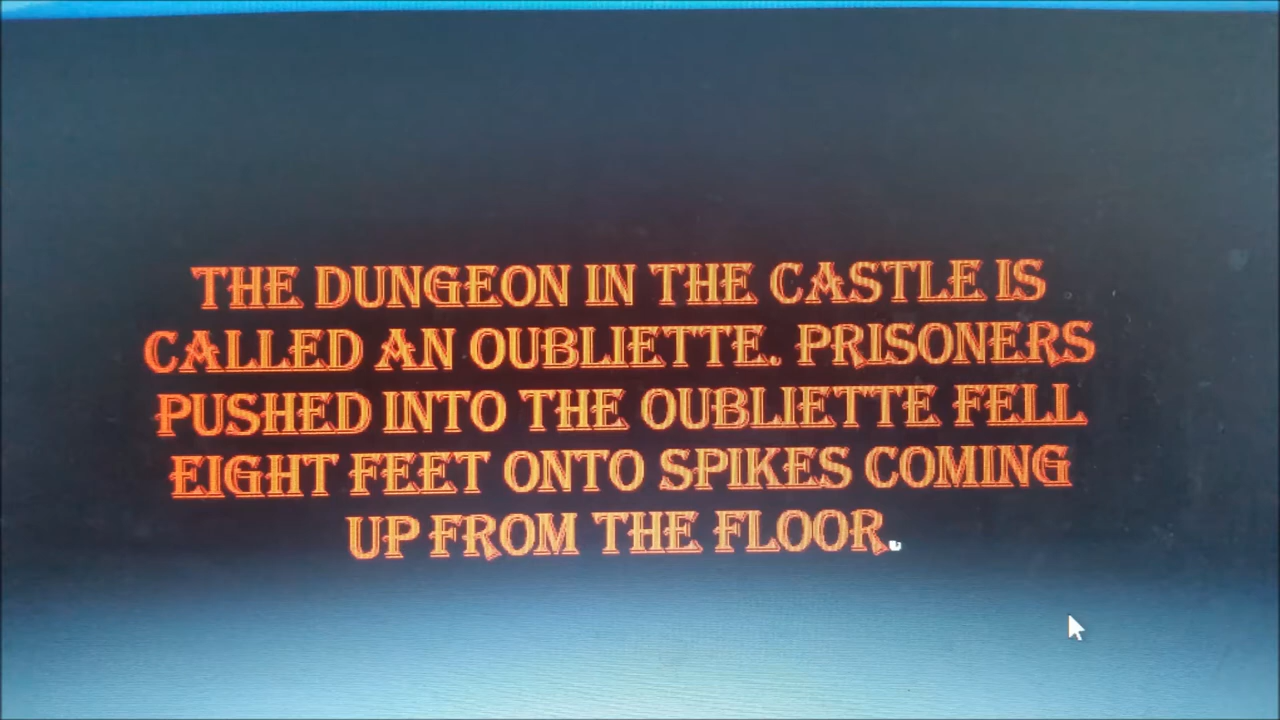 THE DUNGEON IN THE CASTLE IS
CALLED AN OUBLIETTE. PRISONERS
PUSHED INTO THE OUBLIETTE FELL
EIGHT FEET ONTO SPIKES COMING
UP FROM THE FLOOR.